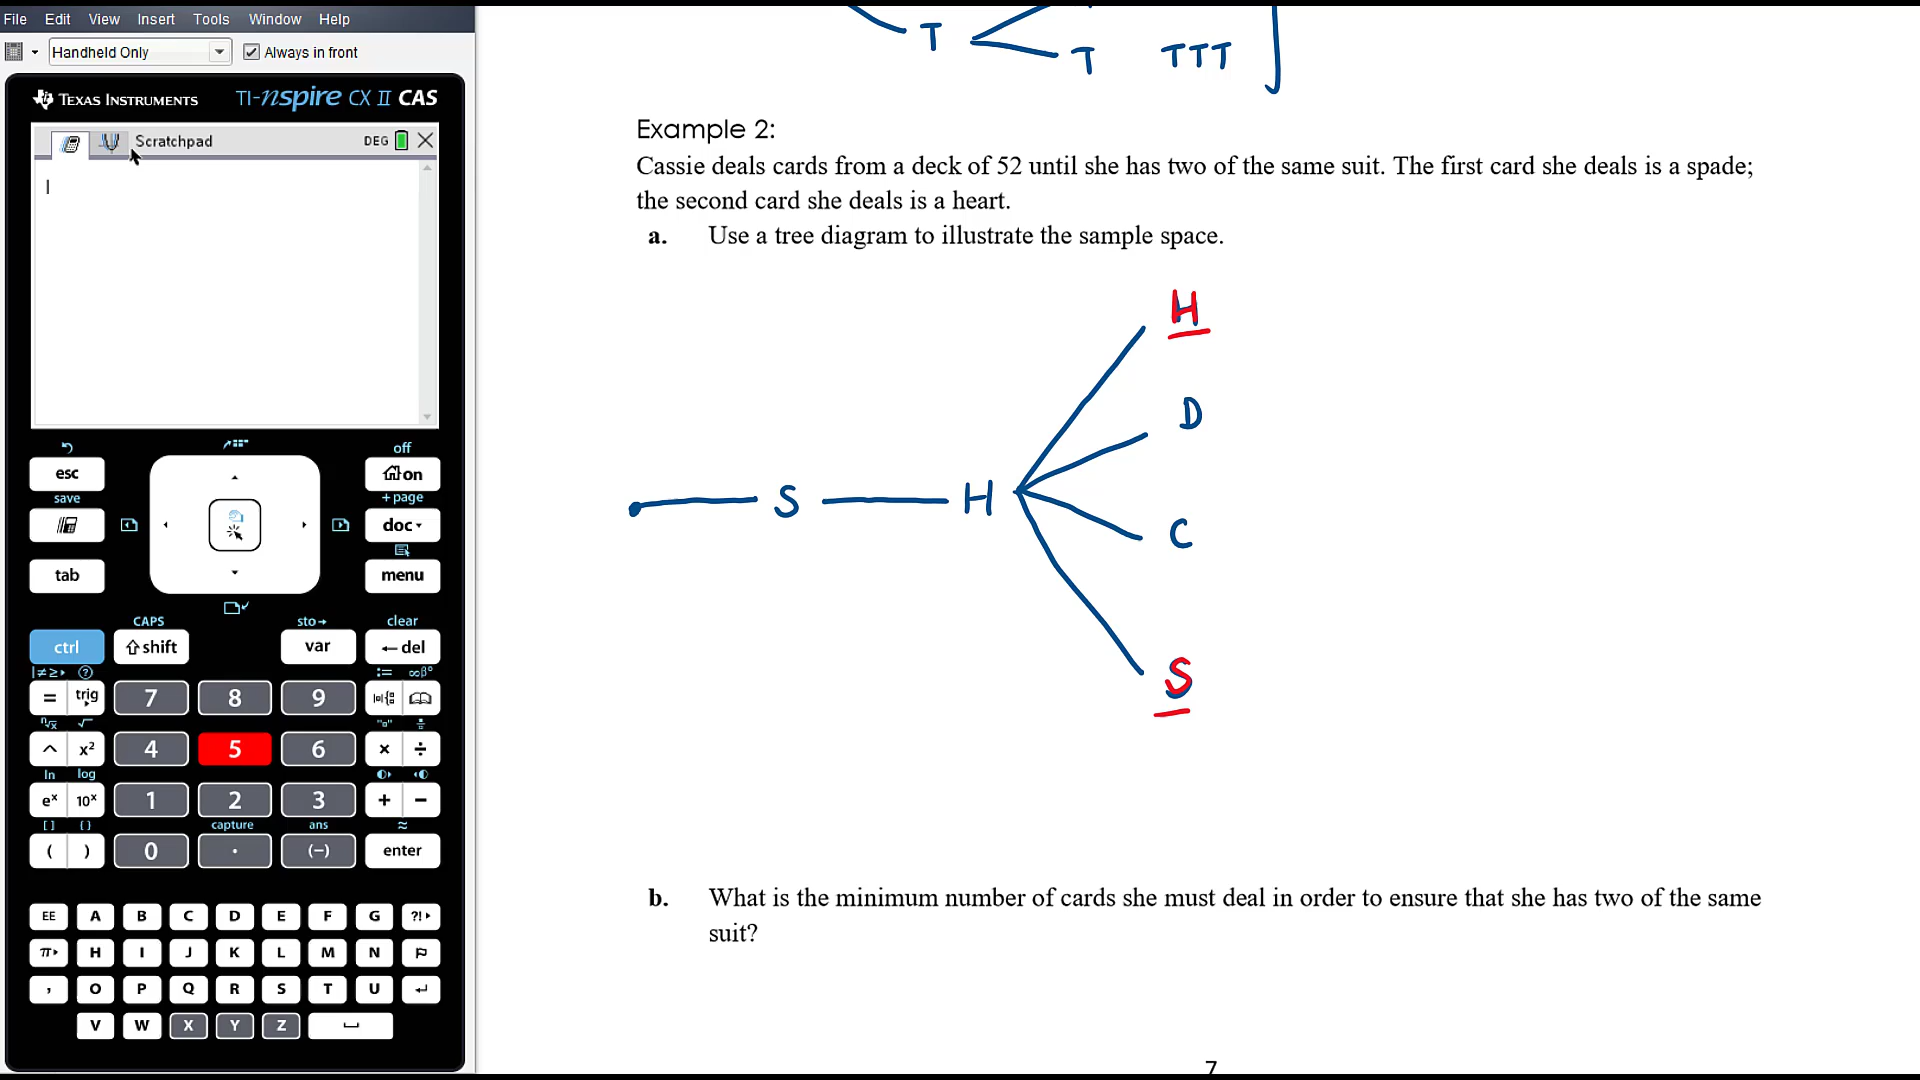 File Edit View Insert Tools Window Help
Handheld Only Always in front
TEXAS INSTRUMENTS TI-nspire CX II CAS
Scratchpad DEG
off
esc on
save +page
doc
tab menu
CAPS sto→ clear
ctrl shift var ←del
= trig 7 8 9
^ x² 4 5 6 × ÷
ln log
eˣ 10ˣ 1 2 3 + −
[ ] { } capture ans ≈
( ) 0 . (−) enter
EE A B C D E F G ?!
π H I J K L M N
, O P Q R S T U
V W X Y Z
T T TTT
Example 2:
Cassie deals cards from a deck of 52 until she has two of the same suit. The first card she deals is a spade;
the second card she deals is a heart.
a. Use a tree diagram to illustrate the sample space.
H
D
S H
C
S
b. What is the minimum number of cards she must deal in order to ensure that she has two of the same
suit?
7